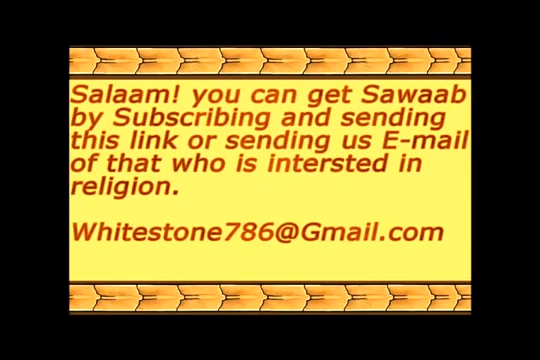 Salaam! you can get Sawaab
by Subscribing and sending
this link or sending us E-mail
of that who is intersted in
religion.
Whitestone786@Gmail.com